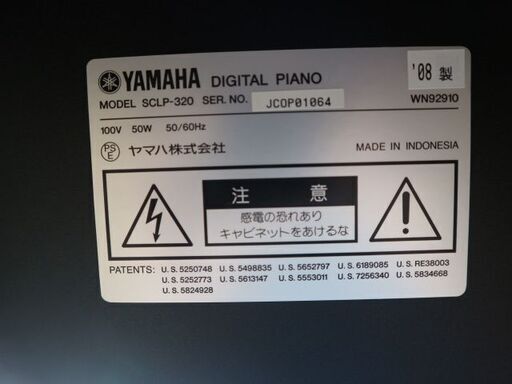 YAMAHA DIGITAL PIANO '08 製
MODEL SCLP-320 SER. NO. JCOP01064 WN92910
100V 50W 50/60Hz
PSE ヤマハ株式会社 MADE IN INDONESIA
注意
感電の恐れあり
キャビネットをあけるな
PATENTS: U.S. 5250748 U.S. 5498835 U.S. 5652797 U.S. 6189085 U.S. RE38003
U.S. 5252773 U.S. 5613147 U.S. 5553011 U.S. 7256340 U.S. 5834668
U.S. 5824928